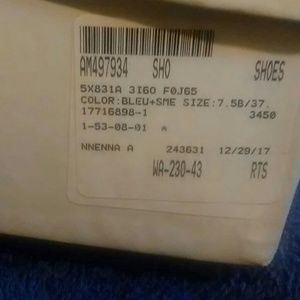 AM497934 SHO SHOES
5X831A 3I6O F0J65
COLOR:BLEU+SME SIZE:7.5B/37.
17716898-1 3450
1-53-08-01 A
NNENNA A 243631 12/29/17
WA-230-43 RTS